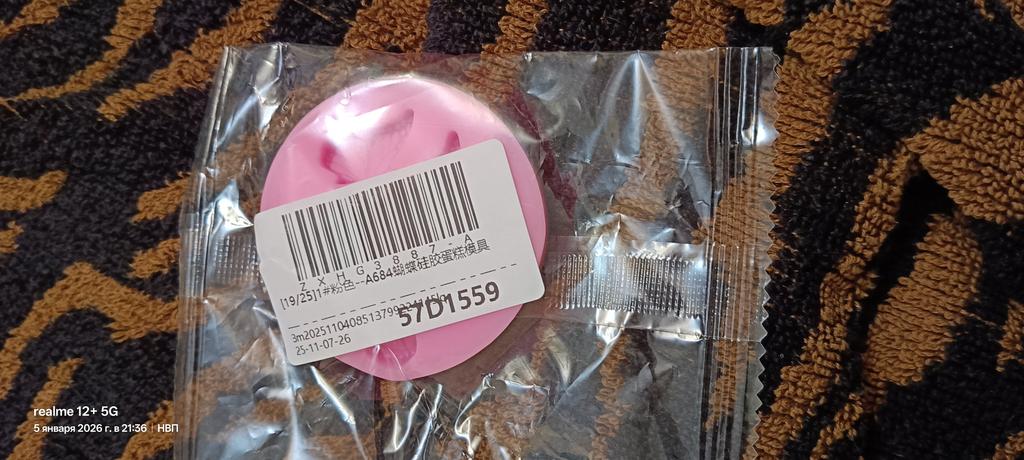 ZXHG3887-A
[19/25]1#粉色--A684蝴蝶硅胶蛋糕模具
57D1559
25-11-07-26
realme 12+ 5G
5 января 2026 г. в 21:36 | НВП